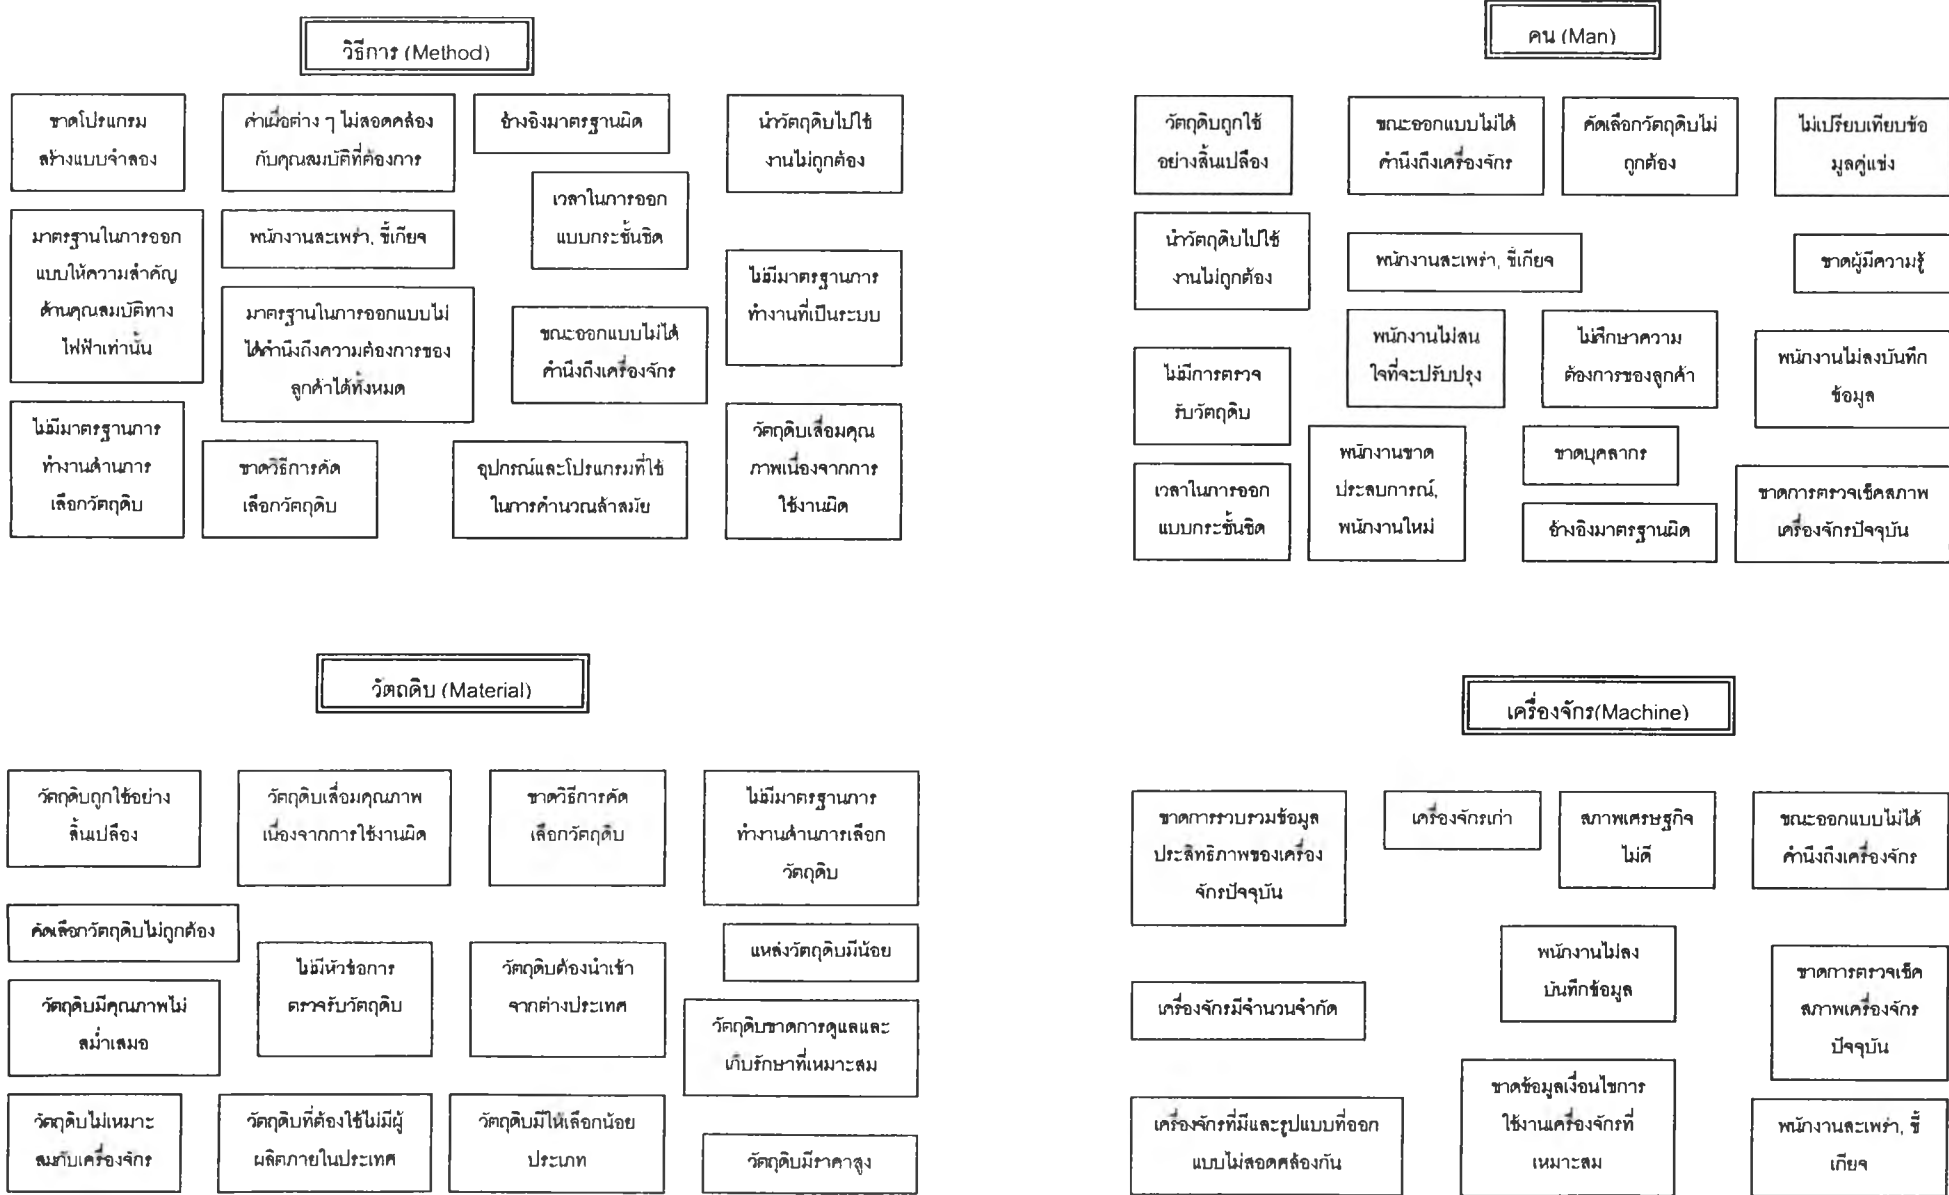 วิธีการ (Method)
ขาดโปรแกรม
สร้างแบบจำลอง
ค่าเผื่อต่าง ๆ ไม่สอดคล้อง
กับคุณสมบัติที่ต้องการ
อ้างอิงมาตรฐานผิด
นำวัตถุดิบไปใช้
งานไม่ถูกต้อง
เวลาในการออก
แบบกระชั้นชิด
มาตรฐานในการออก
แบบให้ความสำคัญ
ด้านคุณสมบัติทาง
ไฟฟ้าเท่านั้น
พนักงานสะเพร่า, ขี้เกียจ
ไม่มีมาตรฐานการ
ทำงานที่เป็นระบบ
มาตรฐานในการออกแบบไม่
ได้คำนึงถึงความต้องการของ
ลูกค้าได้ทั้งหมด
ขณะออกแบบไม่ได้
คำนึงถึงเครื่องจักร
ไม่มีมาตรฐานการ
ทำงานด้านการ
เลือกวัตถุดิบ
ขาดวิธีการคัด
เลือกวัตถุดิบ
อุปกรณ์และโปรแกรมที่ใช้
ในการคำนวณล้าสมัย
วัตถุดิบเสื่อมคุณ
ภาพเนื่องจากการ
ใช้งานผิด
คน (Man)
วัตถุดิบถูกใช้
อย่างสิ้นเปลือง
ขณะออกแบบไม่ได้
คำนึงถึงเครื่องจักร
คัดเลือกวัตถุดิบไม่
ถูกต้อง
ไม่เปรียบเทียบข้อ
มูลคู่แข่ง
นำวัตถุดิบไปใช้
งานไม่ถูกต้อง
พนักงานสะเพร่า, ขี้เกียจ
ขาดผู้มีความรู้
พนักงานไม่สน
ใจที่จะปรับปรุง
ไม่ศึกษาความ
ต้องการของลูกค้า
พนักงานไม่ลงบันทึก
ข้อมูล
ไม่มีการตรวจ
รับวัตถุดิบ
พนักงานขาด
ประสบการณ์,
พนักงานใหม่
ขาดบุคลากร
เวลาในการออก
แบบกระชั้นชิด
อ้างอิงมาตรฐานผิด
ขาดการตรวจเช็คสภาพ
เครื่องจักรปัจจุบัน
วัตถุดิบ (Material)
วัตถุดิบถูกใช้อย่าง
สิ้นเปลือง
วัตถุดิบเสื่อมคุณภาพ
เนื่องจากการใช้งานผิด
ขาดวิธีการคัด
เลือกวัตถุดิบ
ไม่มีมาตรฐานการ
ทำงานด้านการเลือก
วัตถุดิบ
คัดเลือกวัตถุดิบไม่ถูกต้อง
ไม่มีหัวข้อการ
ตรวจรับวัตถุดิบ
วัตถุดิบต้องนำเข้า
จากต่างประเทศ
แหล่งวัตถุดิบมีน้อย
วัตถุดิบมีคุณภาพไม่
สม่ำเสมอ
วัตถุดิบขาดการดูแลและ
เก็บรักษาที่เหมาะสม
วัตถุดิบไม่เหมาะ
สมกับเครื่องจักร
วัตถุดิบที่ต้องใช้ไม่มีผู้
ผลิตภายในประเทศ
วัตถุดิบมีให้เลือกน้อย
ประเภท
วัตถุดิบมีราคาสูง
เครื่องจักร(Machine)
ขาดการรวบรวมข้อมูล
ประสิทธิภาพของเครื่อง
จักรปัจจุบัน
เครื่องจักรเก่า
สภาพเศรษฐกิจ
ไม่ดี
ขณะออกแบบไม่ได้
คำนึงถึงเครื่องจักร
พนักงานไม่ลง
บันทึกข้อมูล
ขาดการตรวจเช็ค
สภาพเครื่องจักร
ปัจจุบัน
เครื่องจักรมีจำนวนจำกัด
เครื่องจักรที่มีและรูปแบบที่ออก
แบบไม่สอดคล้องกัน
ขาดข้อมูลเงื่อนไขการ
ใช้งานเครื่องจักรที่
เหมาะสม
พนักงานสะเพร่า, ขี้
เกียจ